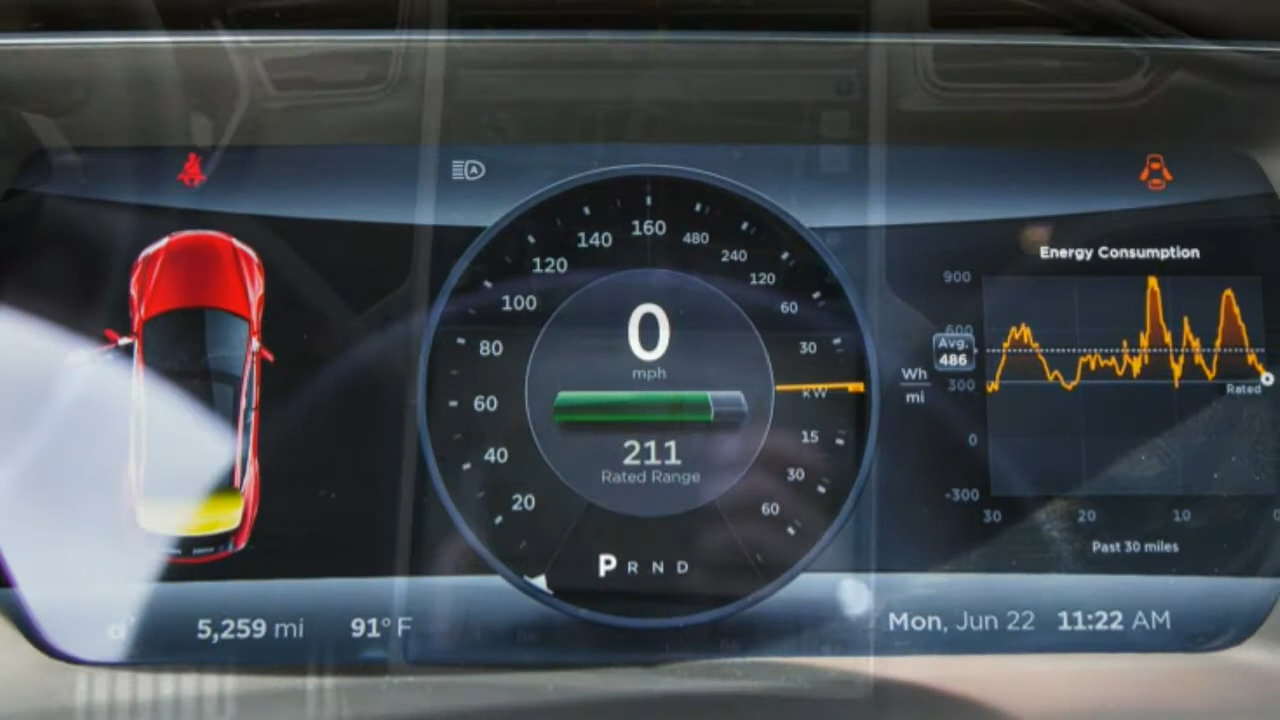 A
160
140
480
120
240
100
120
60
80
30
60
kW
40
15
20
30
60
0
mph
211
Rated Range
P R N D
Energy Consumption
900
600
Avg.
486
Wh
mi
300
Rated
0
-300
30 20 10 0
Past 30 miles
5,259 mi 91° F
Mon, Jun 22 11:22 AM